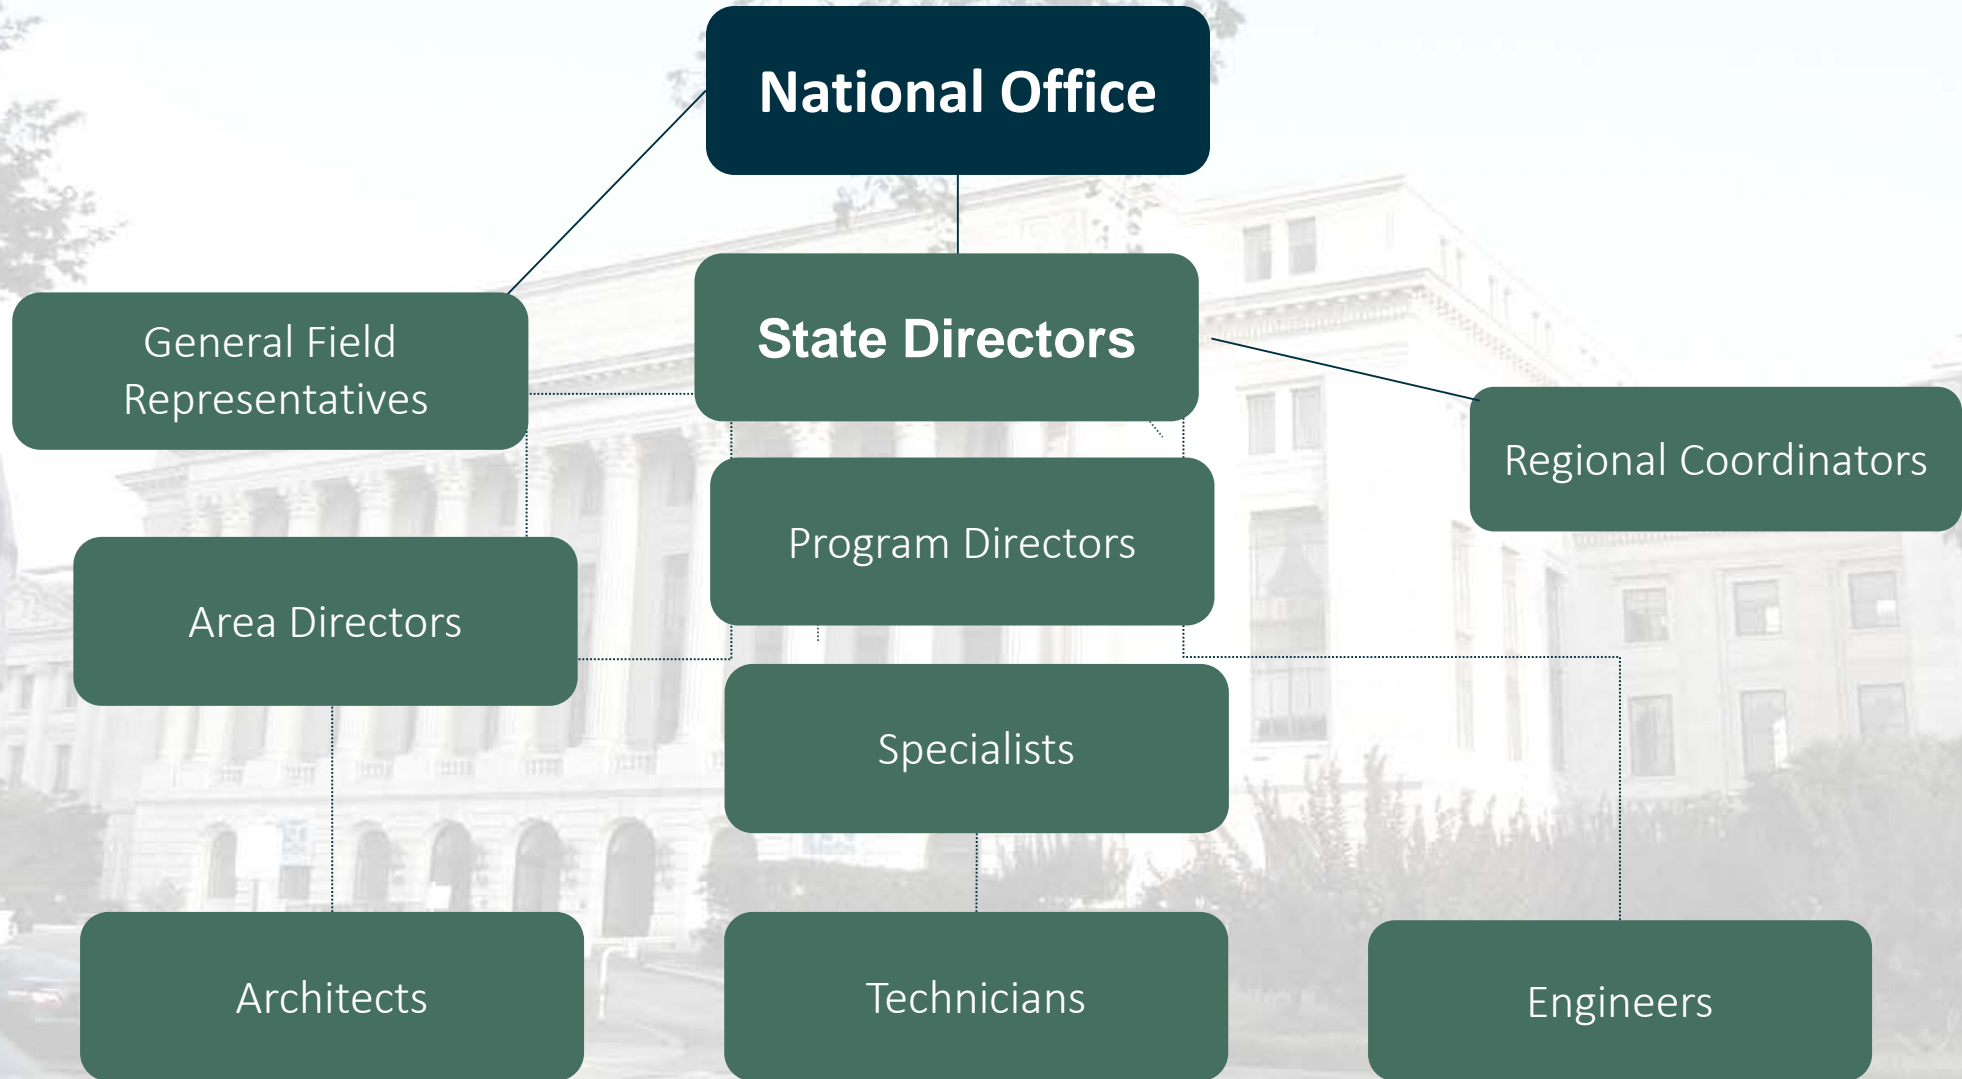 National Office
State Directors
General Field
Representatives
Regional Coordinators
Program Directors
Area Directors
Specialists
Architects
Technicians
Engineers